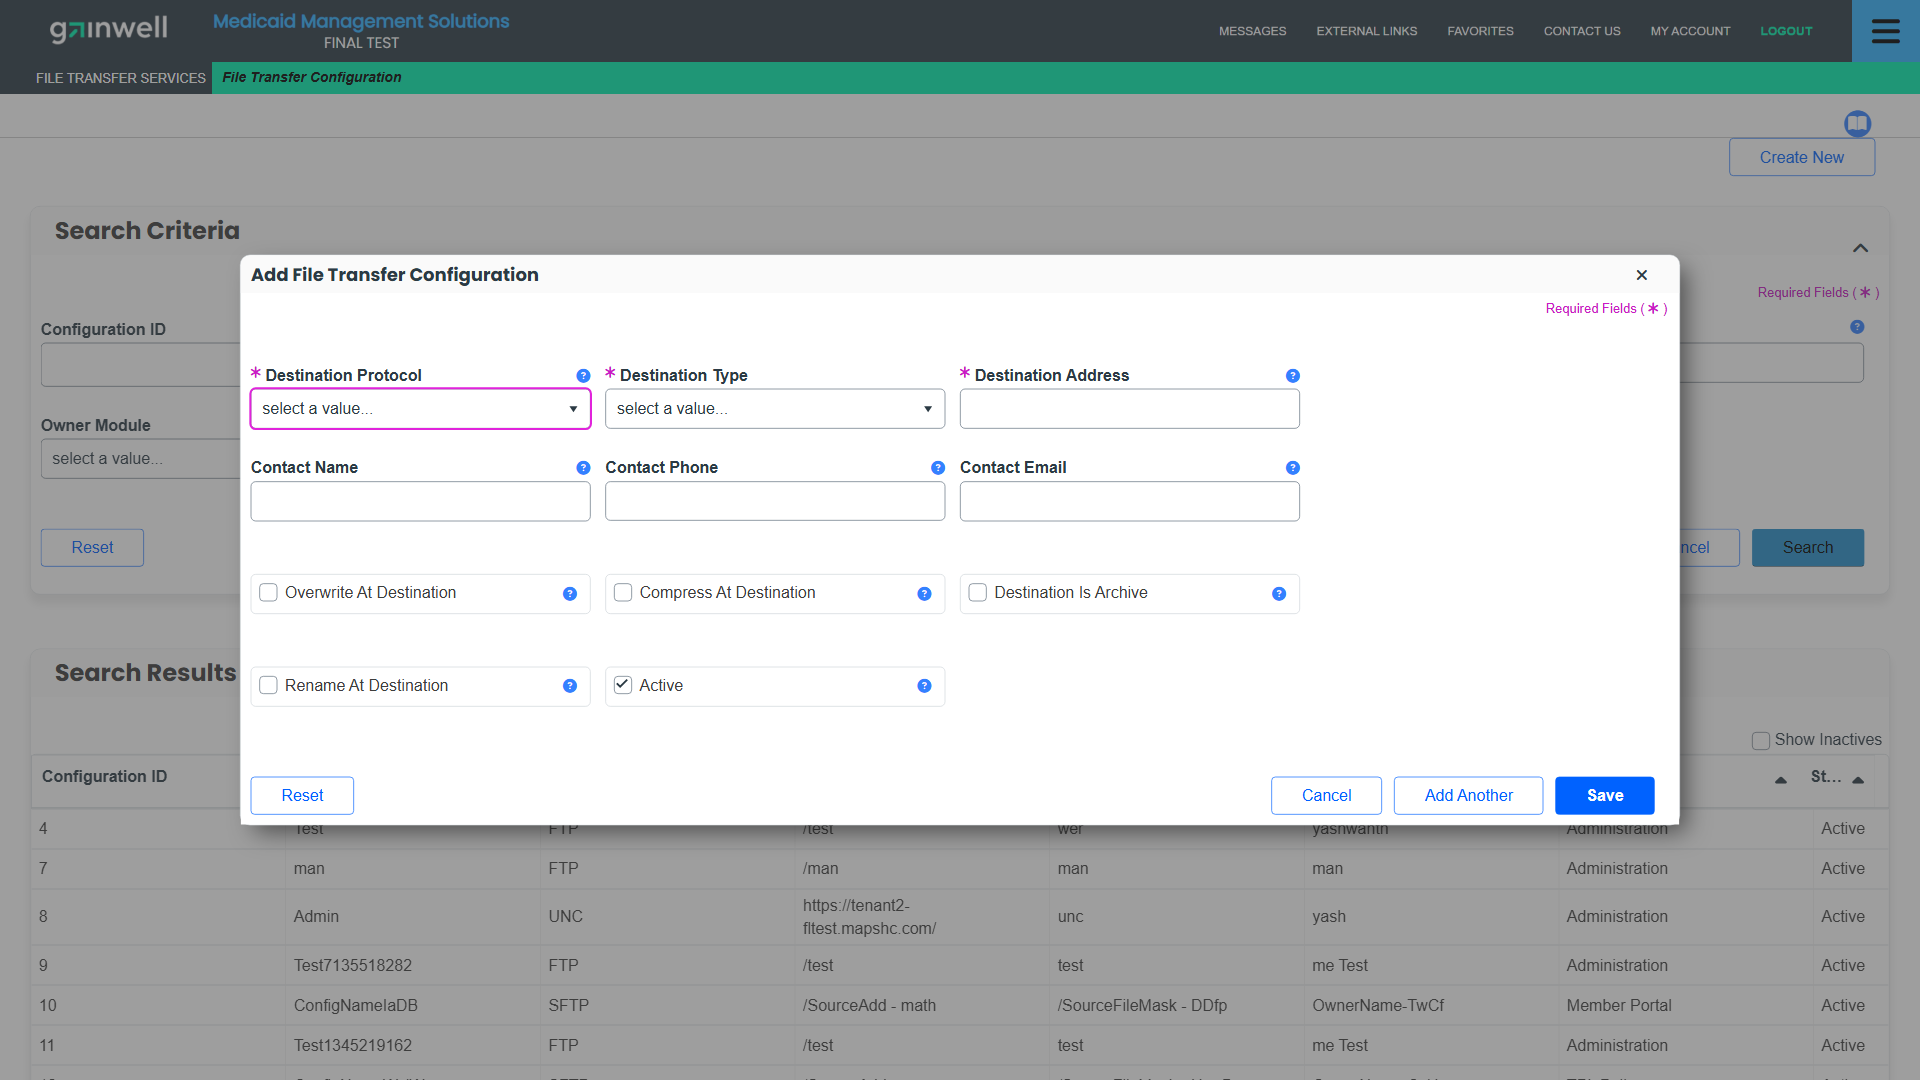 gainwell
Medicaid Management Solutions
FINAL TEST
MESSAGES
EXTERNAL LINKS
FAVORITES
CONTACT US
MY ACCOUNT
LOGOUT
FILE TRANSFER SERVICES
File Transfer Configuration
Create New
Search Criteria
Required Fields ( * )
Configuration ID
Owner Module
select a value...
Reset
ncel
Search
Add File Transfer Configuration
Required Fields ( * )
* Destination Protocol
* Destination Type
* Destination Address
select a value...
select a value...
Contact Name
Contact Phone
Contact Email
Overwrite At Destination
Compress At Destination
Destination Is Archive
Rename At Destination
Active
Reset
Cancel
Add Another
Save
Search Results
Show Inactives
Configuration ID
St...
4 Test FTP /test wer yashwanth Administration Active
7 man FTP /man man man Administration Active
8 Admin UNC https://tenant2- unc yash Administration Active
fltest.mapshc.com/
9 Test7135518282 FTP /test test me Test Administration Active
10 ConfigNameIaDB SFTP /SourceAdd - math /SourceFileMask - DDfp OwnerName-TwCf Member Portal Active
11 Test1345219162 FTP /test test me Test Administration Active